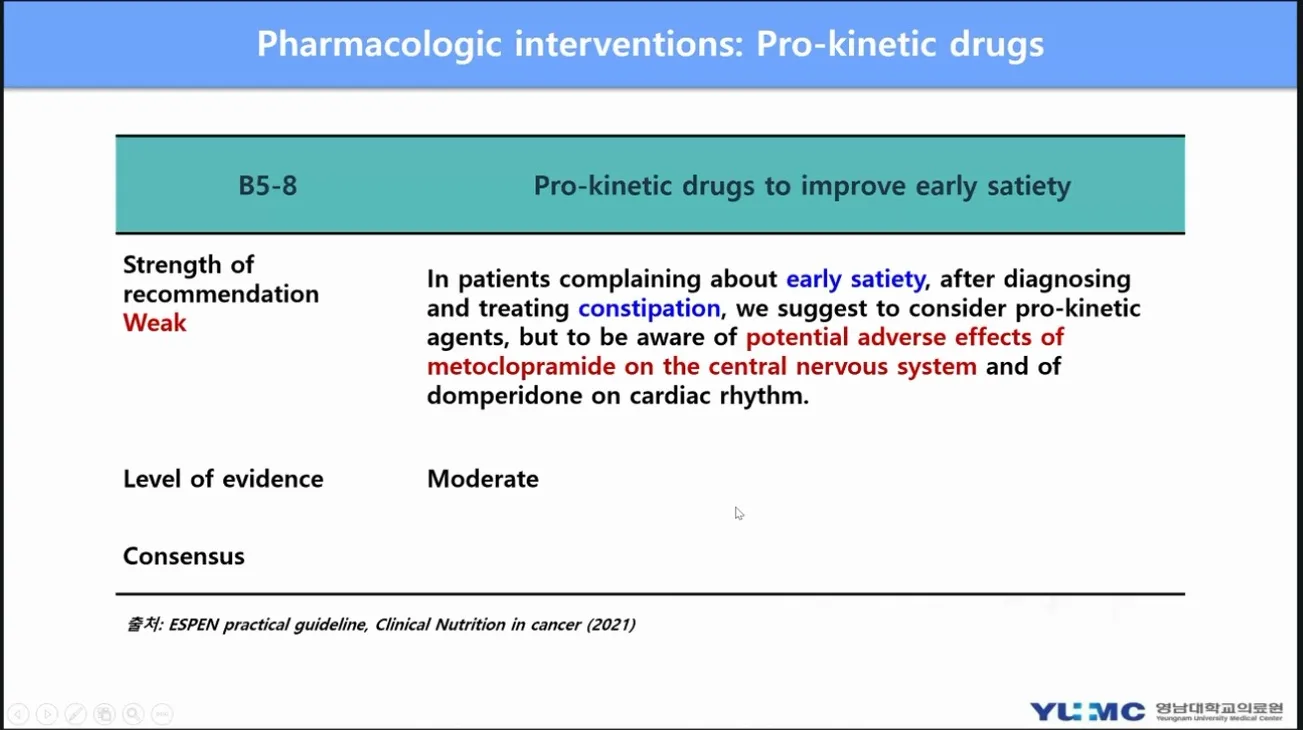 Pharmacologic interventions: Pro-kinetic drugs
B5-8
Pro-kinetic drugs to improve early satiety
Strength of
recommendation
Weak
In patients complaining about early satiety, after diagnosing
and treating constipation, we suggest to consider pro-kinetic
agents, but to be aware of potential adverse effects of
metoclopramide on the central nervous system and of
domperidone on cardiac rhythm.
Level of evidence
Moderate
Consensus
출처: ESPEN practical guideline, Clinical Nutrition in cancer (2021)
YUMC
영남대학교의료원
Yeungnam University Medical Center